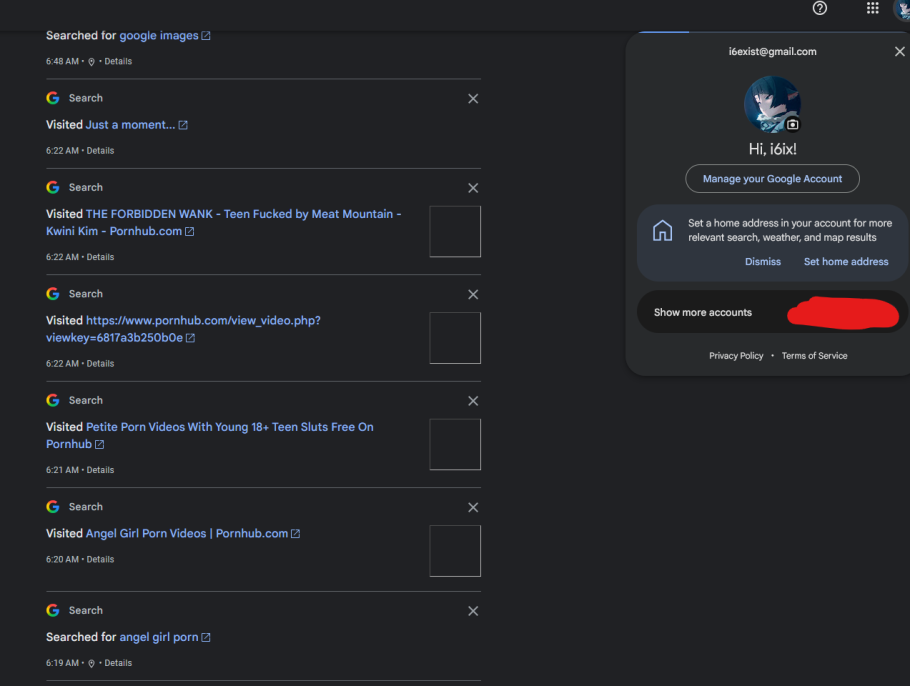 Searched for google images
6:48 AM • Details
Search
Visited Just a moment...
6:22 AM • Details
Search
Visited THE FORBIDDEN WANK - Teen Fucked by Meat Mountain -
Kwini Kim - Pornhub.com
6:22 AM • Details
Search
Visited https://www.pornhub.com/view_video.php?
viewkey=6817a3b250b0e
6:22 AM • Details
Search
Visited Petite Porn Videos With Young 18+ Teen Sluts Free On
Pornhub
6:21 AM • Details
Search
Visited Angel Girl Porn Videos | Pornhub.com
6:20 AM • Details
Search
Searched for angel girl porn
6:19 AM • Details
i6exist@gmail.com
Hi, i6ix!
Manage your Google Account
Set a home address in your account for more
relevant search, weather, and map results
Dismiss Set home address
Show more accounts
Privacy Policy • Terms of Service